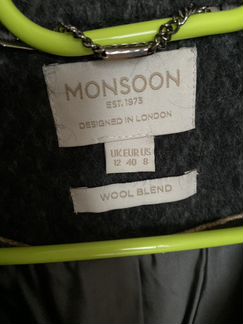 MONSOON
EST. 1973
DESIGNED IN LONDON
UK EUR US
12 40 8
WOOL BLEND